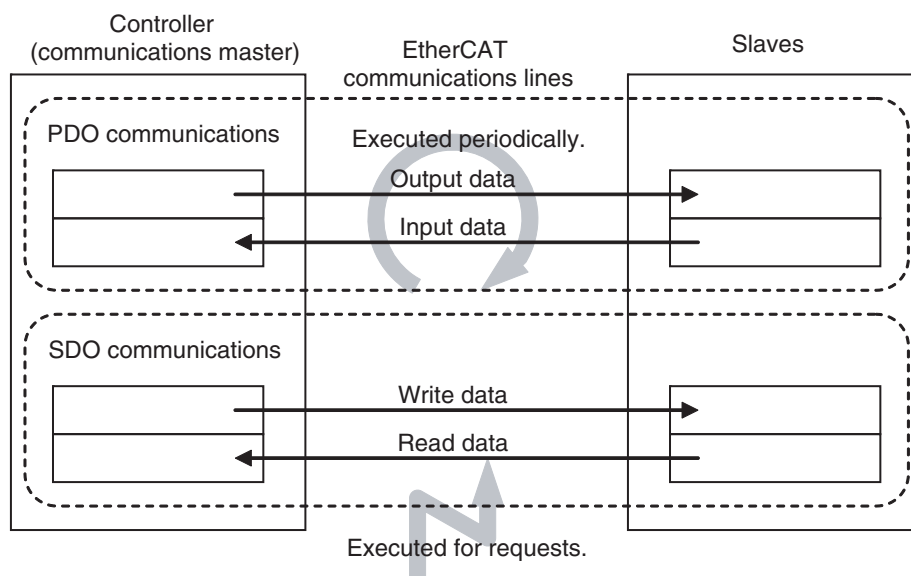 Controller
(communications master)
EtherCAT
communications lines
Slaves
PDO communications
Executed periodically.
Output data
Input data
SDO communications
Write data
Read data
Executed for requests.